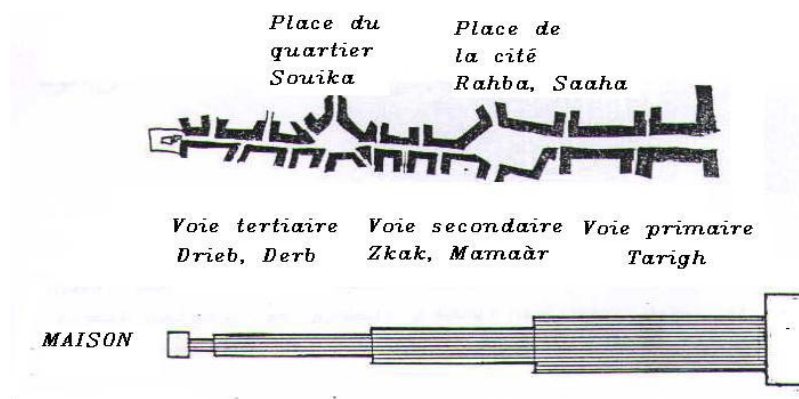 Place du
quartier
Souika
Place de
la cité
Rahba, Saaha
Voie tertiaire
Drieb, Derb
Voie secondaire
Zkak, Mamaàr
Voie primaire
Tarigh
MAISON